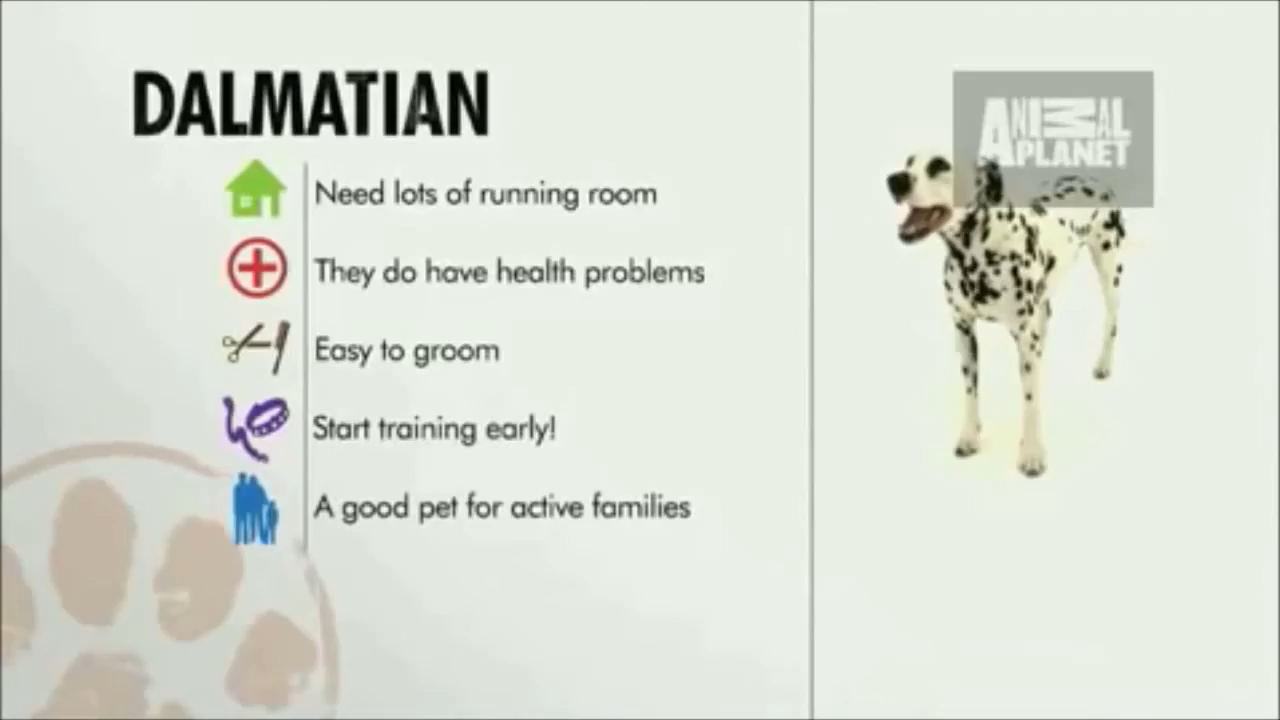 DALMATIAN
Need lots of running room
They do have health problems
Easy to groom
Start training early!
A good pet for active families
ANIMAL
PLANET